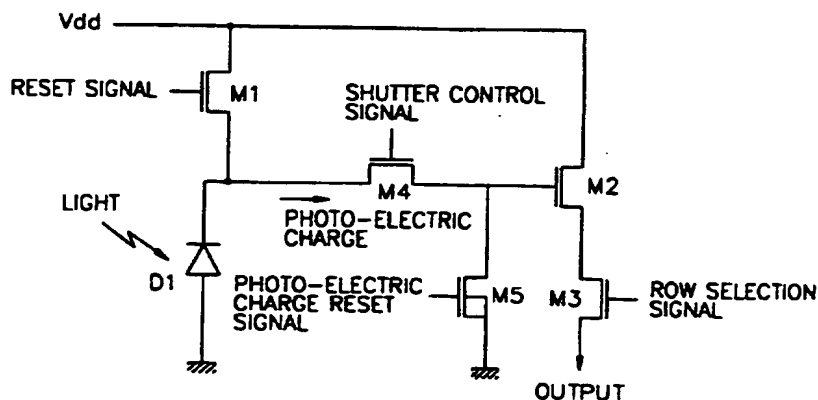 Vdd
RESET SIGNAL
M1
SHUTTER CONTROL
SIGNAL
M4
M2
LIGHT
PHOTO-ELECTRIC
CHARGE
D1
PHOTO-ELECTRIC
CHARGE RESET
SIGNAL
M5
M3
ROW SELECTION
SIGNAL
OUTPUT